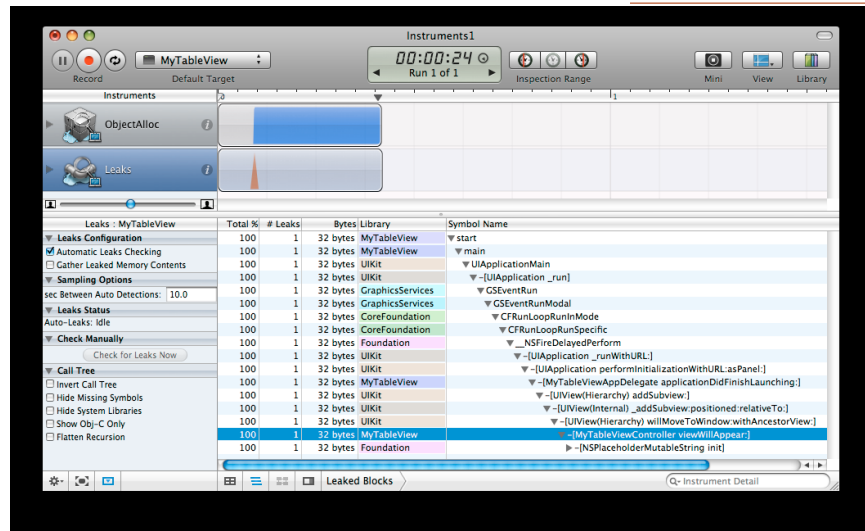 Instruments1
MyTableView
00:00:24
Run 1 of 1
Record
Default Target
Inspection Range
Mini
View
Library
Instruments
1
ObjectAlloc
Leaks
Leaks : MyTableView
Total % # Leaks Bytes Library Symbol Name
Leaks Configuration
Automatic Leaks Checking
Gather Leaked Memory Contents
Sampling Options
sec Between Auto Detections: 10.0
Leaks Status
Auto-Leaks: Idle
Check Manually
Check for Leaks Now
Call Tree
Invert Call Tree
Hide Missing Symbols
Hide System Libraries
Show Obj-C Only
Flatten Recursion
100 1 32 bytes MyTableView start
100 1 32 bytes MyTableView main
100 1 32 bytes UIKit UIApplicationMain
100 1 32 bytes UIKit -[UIApplication _run]
100 1 32 bytes GraphicsServices GSEventRun
100 1 32 bytes GraphicsServices GSEventRunModal
100 1 32 bytes CoreFoundation CFRunLoopRunInMode
100 1 32 bytes CoreFoundation CFRunLoopRunSpecific
100 1 32 bytes Foundation __NSFireDelayedPerform
100 1 32 bytes UIKit -[UIApplication _runWithURL:]
100 1 32 bytes UIKit -[UIApplication performInitializationWithURL:asPanel:]
100 1 32 bytes MyTableView -[MyTableViewAppDelegate applicationDidFinishLaunching:]
100 1 32 bytes UIKit -[UIView(Hierarchy) addSubview:]
100 1 32 bytes UIKit -[UIView(Internal) _addSubview:positioned:relativeTo:]
100 1 32 bytes UIKit -[UIView(Hierarchy) willMoveToWindow:withAncestorView:]
100 1 32 bytes MyTableView -[MyTableViewController viewWillAppear:]
100 1 32 bytes Foundation -[NSPlaceholderMutableString init]
Leaked Blocks
Instrument Detail